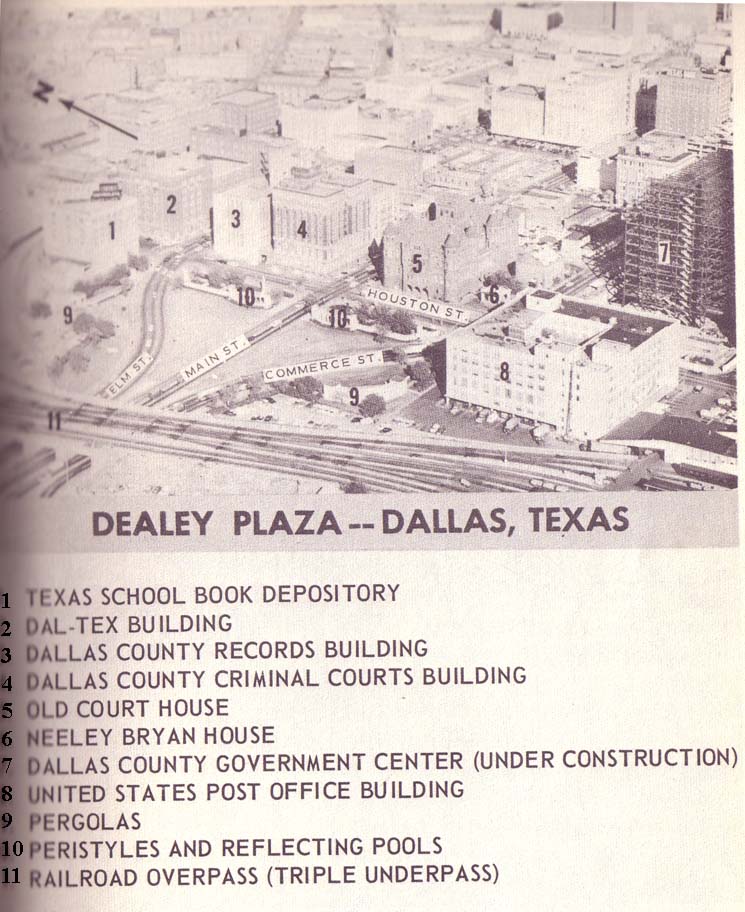 N
1
2
3
4
5
6
7
8
9
9
10
10
11
HOUSTON ST.
ELM ST.
MAIN ST.
COMMERCE ST.
DEALEY PLAZA -- DALLAS, TEXAS
1 TEXAS SCHOOL BOOK DEPOSITORY
2 DAL-TEX BUILDING
3 DALLAS COUNTY RECORDS BUILDING
4 DALLAS COUNTY CRIMINAL COURTS BUILDING
5 OLD COURT HOUSE
6 NEELEY BRYAN HOUSE
7 DALLAS COUNTY GOVERNMENT CENTER (UNDER CONSTRUCTION)
8 UNITED STATES POST OFFICE BUILDING
9 PERGOLAS
10 PERISTYLES AND REFLECTING POOLS
11 RAILROAD OVERPASS (TRIPLE UNDERPASS)